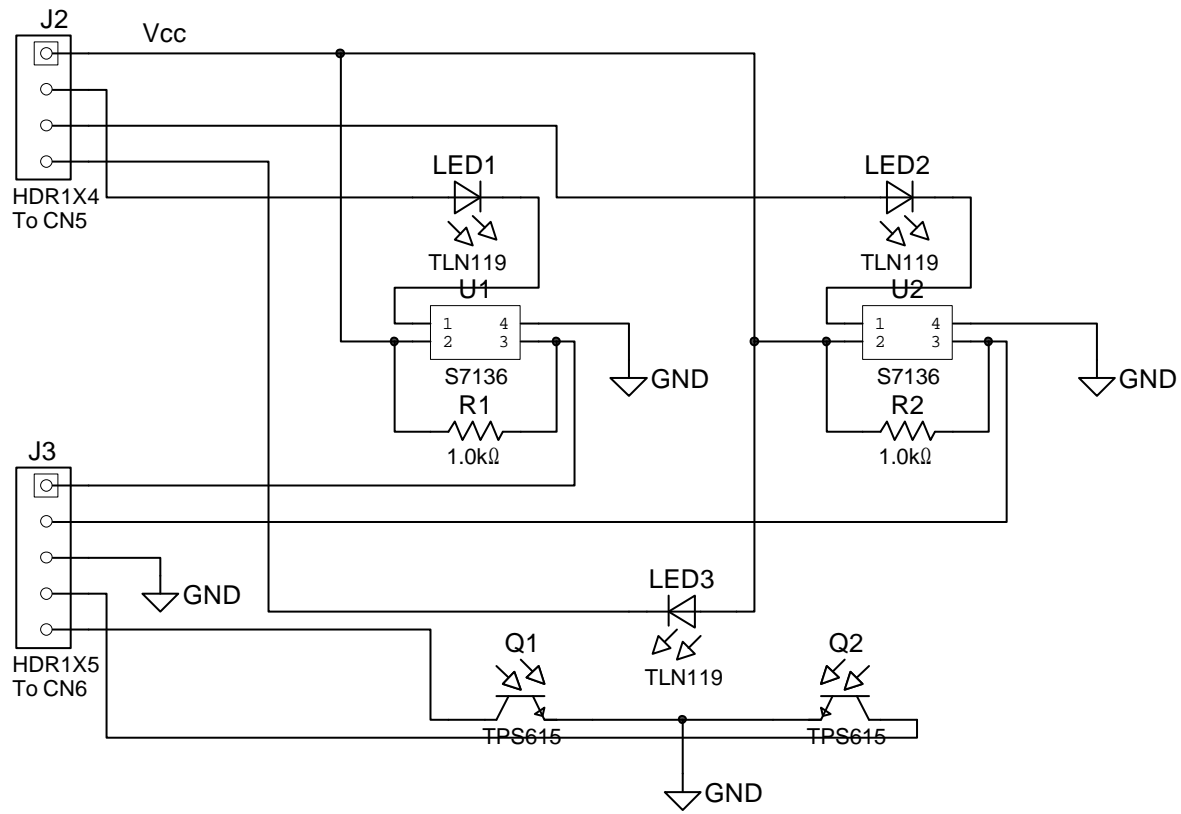 J2
Vcc
HDR1X4
To CN5
LED1
TLN119
LED2
TLN119
U1
1 4
2 3
S7136
GND
R1
1.0kΩ
U2
1 4
2 3
S7136
GND
R2
1.0kΩ
J3
GND
HDR1X5
To CN6
LED3
TLN119
Q1
TPS615
Q2
TPS615
GND